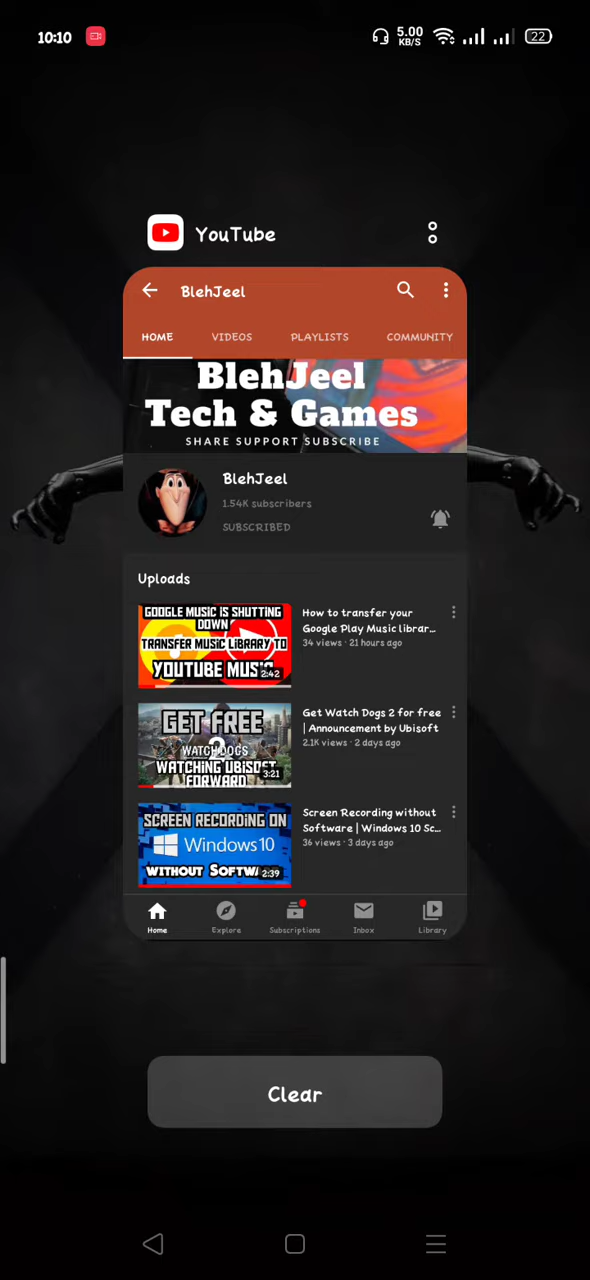 10:10
5.00
KB/S
22
YouTube
BlehJeel
HOME VIDEOS PLAYLISTS COMMUNITY
BlehJeel
Tech & Games
SHARE SUPPORT SUBSCRIBE
BlehJeel
1.54K subscribers
SUBSCRIBED
Uploads
GOOGLE MUSIC IS SHUTTING
DOWN
TRANSFER MUSIC LIBRARY TO
YOUTUBE MUSIC
2:42
How to transfer your
Google Play Music librar...
34 views · 21 hours ago
GET FREE
2
WATCH DOGS
WATCHING UBISOFT
FORWARD
3:21
Get Watch Dogs 2 for free
| Announcement by Ubisoft
2.1K views · 2 days ago
SCREEN RECORDING ON
Windows 10
WITHOUT SOFTWA
2:39
Screen Recording without
Software | Windows 10 Sc...
36 views · 3 days ago
Home Explore Subscriptions Inbox Library
Clear